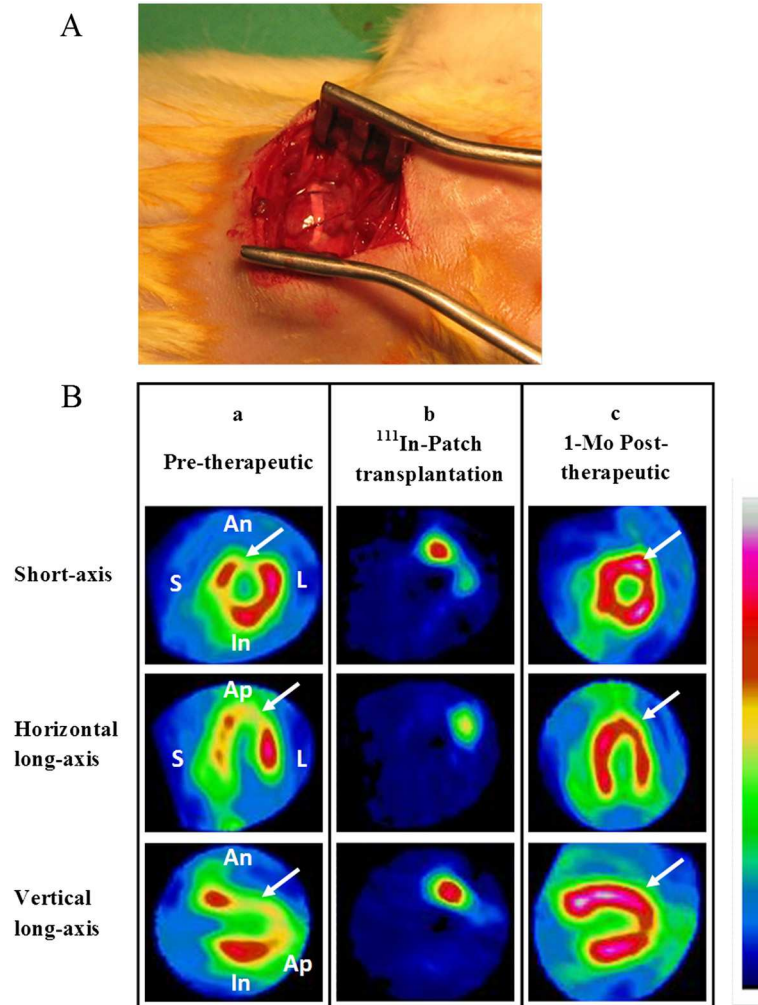 A
B
a
Pre-therapeutic
b
¹¹¹In-Patch
transplantation
c
1-Mo Post-
therapeutic
Short-axis
An
S
L
In
Horizontal
long-axis
Ap
S
L
Vertical
long-axis
An
In
Ap